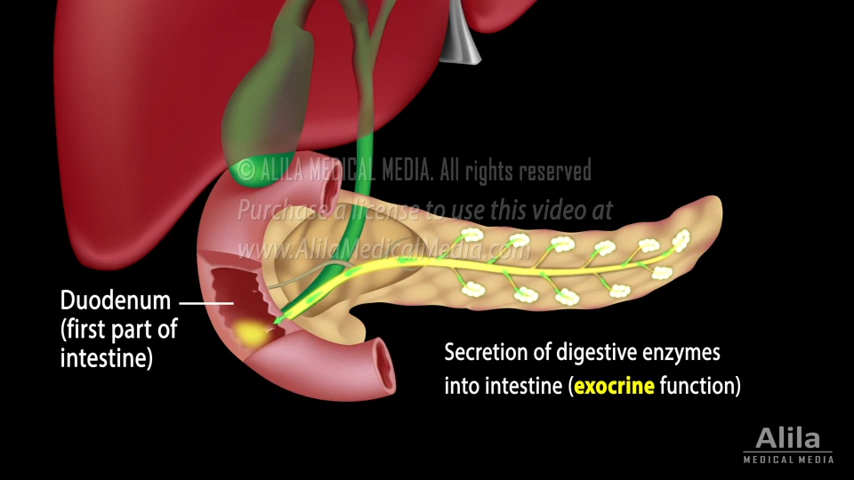 © ALILA MEDICAL MEDIA. All rights reserved
Purchase a license to use this video at
www.AlilaMedicalMedia.com
Duodenum
(first part of
intestine)
Secretion of digestive enzymes
into intestine (exocrine function)
Alila
MEDICAL MEDIA